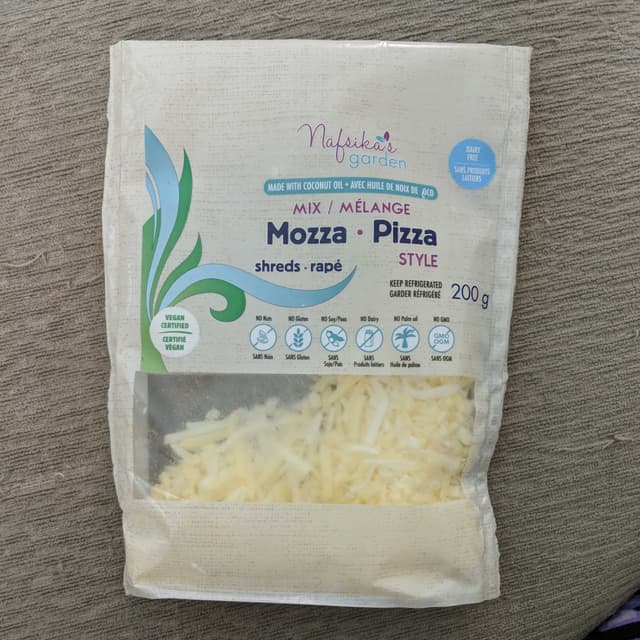 Nafsika's
garden
DAIRY
FREE
SANS PRODUITS
LAITIERS
MADE WITH COCONUT OIL • AVEC HUILE DE NOIX DE COCO
MIX / MÉLANGE
Mozza • Pizza
STYLE
shreds • rapé
KEEP REFRIGERATED
GARDER RÉFRIGÉRÉ
200 g
VEGAN
CERTIFIED
CERTIFIÉ
VÉGAN
NO Nuts
SANS Noix
NO Gluten
SANS Gluten
NO Soy/Peas
SANS
Soja/Pois
NO Dairy
SANS
Produits laitiers
NO Palm oil
SANS
Huile de palme
NO GMO
GMO
OGM
SANS OGM